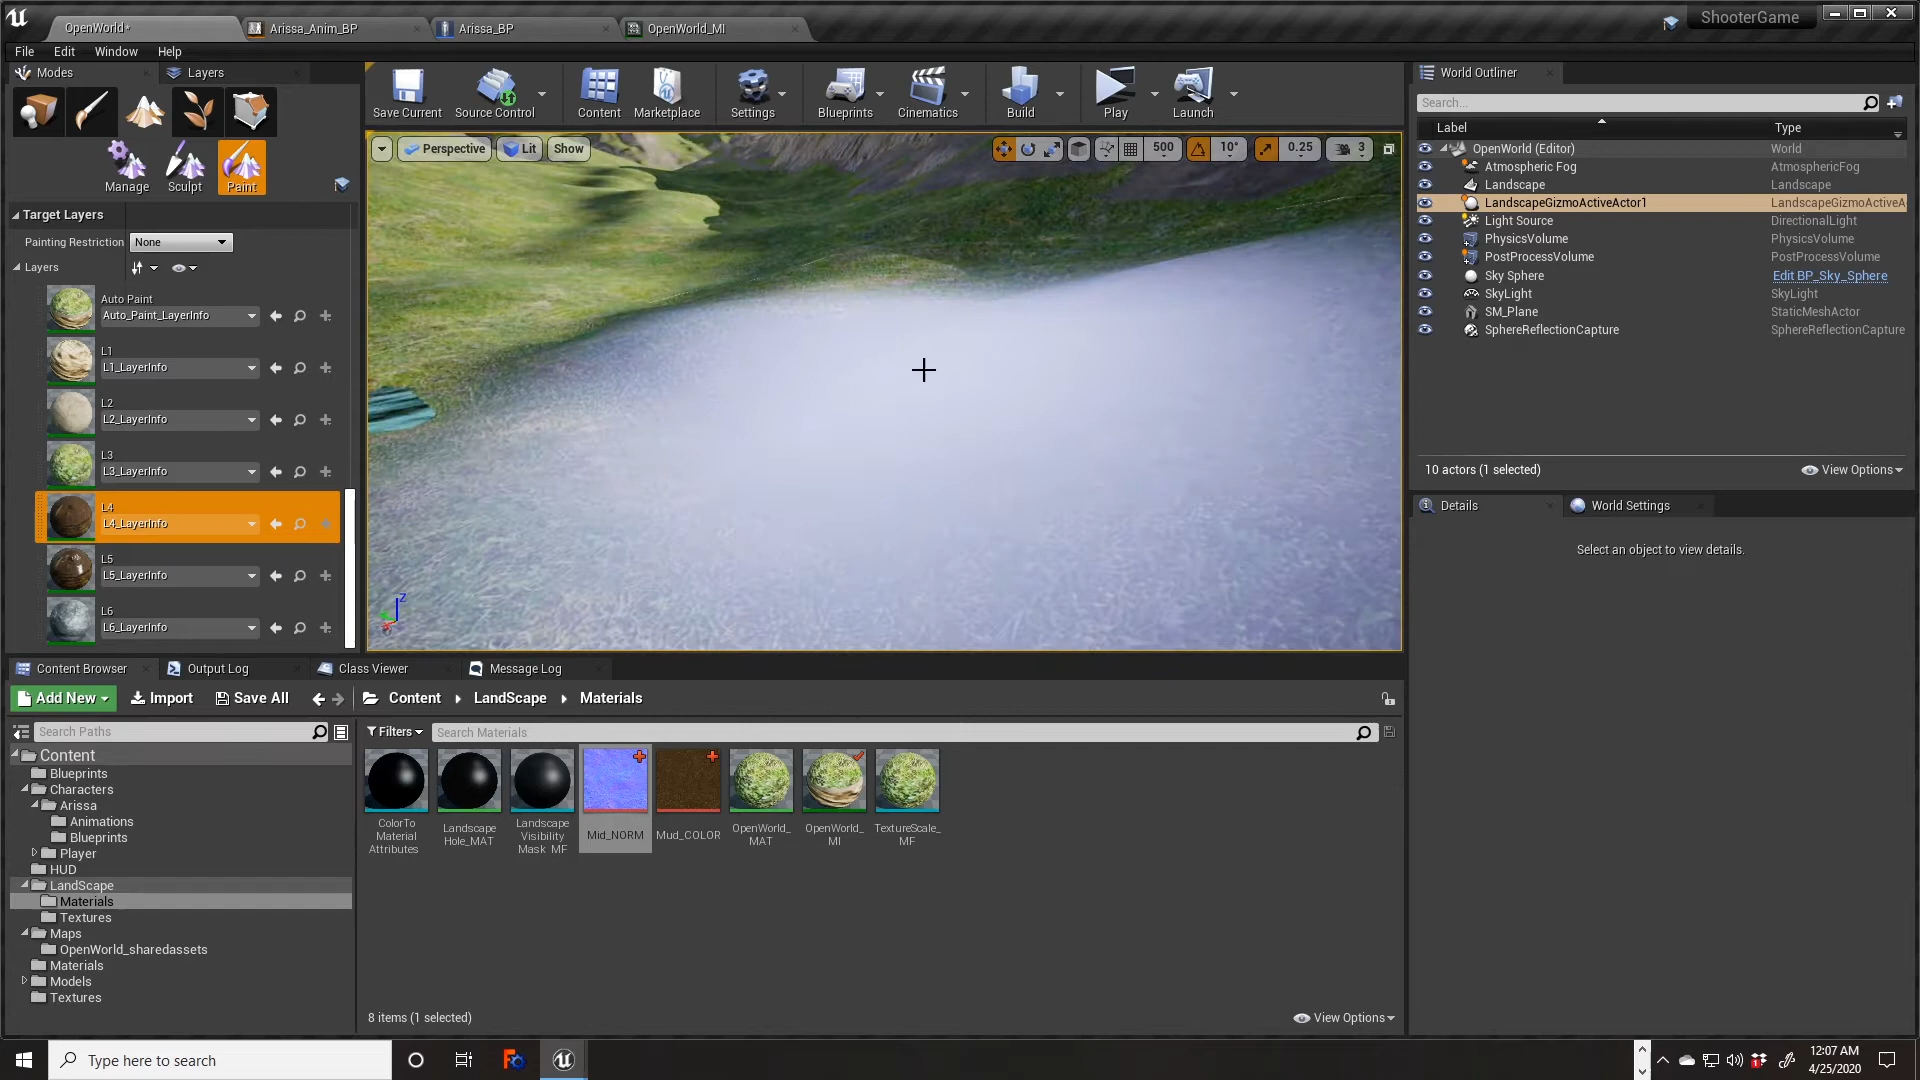 OpenWorld*
Arissa_Anim_BP
Arissa_BP
OpenWorld_MI
ShooterGame
File Edit Window Help
Modes
Layers
Save Current
Source Control
Content
Marketplace
Settings
Blueprints
Cinematics
Build
Play
Launch
Manage
Sculpt
Paint
Target Layers
Painting Restriction
None
Layers
Auto Paint
Auto_Paint_LayerInfo
L1
L1_LayerInfo
L2
L2_LayerInfo
L3
L3_LayerInfo
L4
L4_LayerInfo
L5
L5_LayerInfo
L6
L6_LayerInfo
Perspective
Lit
Show
500
10°
0.25
3
Z
World Outliner
Search...
Label
Type
OpenWorld (Editor) World
Atmospheric Fog AtmosphericFog
Landscape Landscape
LandscapeGizmoActiveActor1 LandscapeGizmoActiveA
Light Source DirectionalLight
PhysicsVolume PhysicsVolume
PostProcessVolume PostProcessVolume
Sky Sphere Edit BP_Sky_Sphere
SkyLight SkyLight
SM_Plane StaticMeshActor
SphereReflectionCapture SphereReflectionCapture
10 actors (1 selected)
View Options
Details
World Settings
Select an object to view details.
Content Browser
Output Log
Class Viewer
Message Log
Add New
Import
Save All
Content
LandScape
Materials
Search Paths
Filters
Search Materials
Content
Blueprints
Characters
Arissa
Animations
Blueprints
Player
HUD
LandScape
Materials
Textures
Maps
OpenWorld_sharedassets
Materials
Models
Textures
ColorTo
Material
Attributes
Landscape
Hole_MAT
Landscape
Visibility
Mask_MF
Mid_NORM
Mud_COLOR
OpenWorld_
MAT
OpenWorld_
MI
TextureScale_
MF
8 items (1 selected)
View Options
Type here to search
12:07 AM
4/25/2020